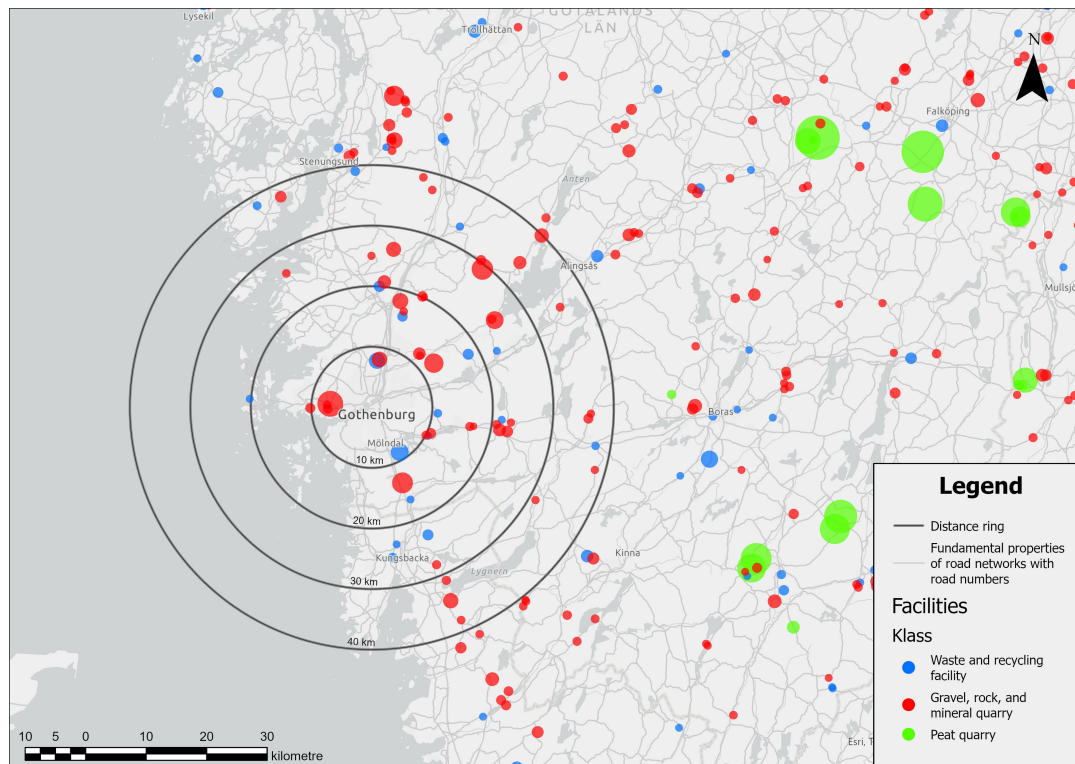 Lysekil
GÖTALANDS
LÄN
Trollhättan
N
Falköping
Stenungsund
Anten
Alingsås
Mullsjö
Gothenburg
Boras
Mölndal
10 km
20 km
Kungsbacka
Lygnern
Kinna
30 km
40 km
Legend
Distance ring
Fundamental properties
of road networks with
road numbers
Facilities
Klass
Waste and recycling
facility
Gravel, rock, and
mineral quarry
Peat quarry
Esri, T
10 5 0 10 20 30
kilometre